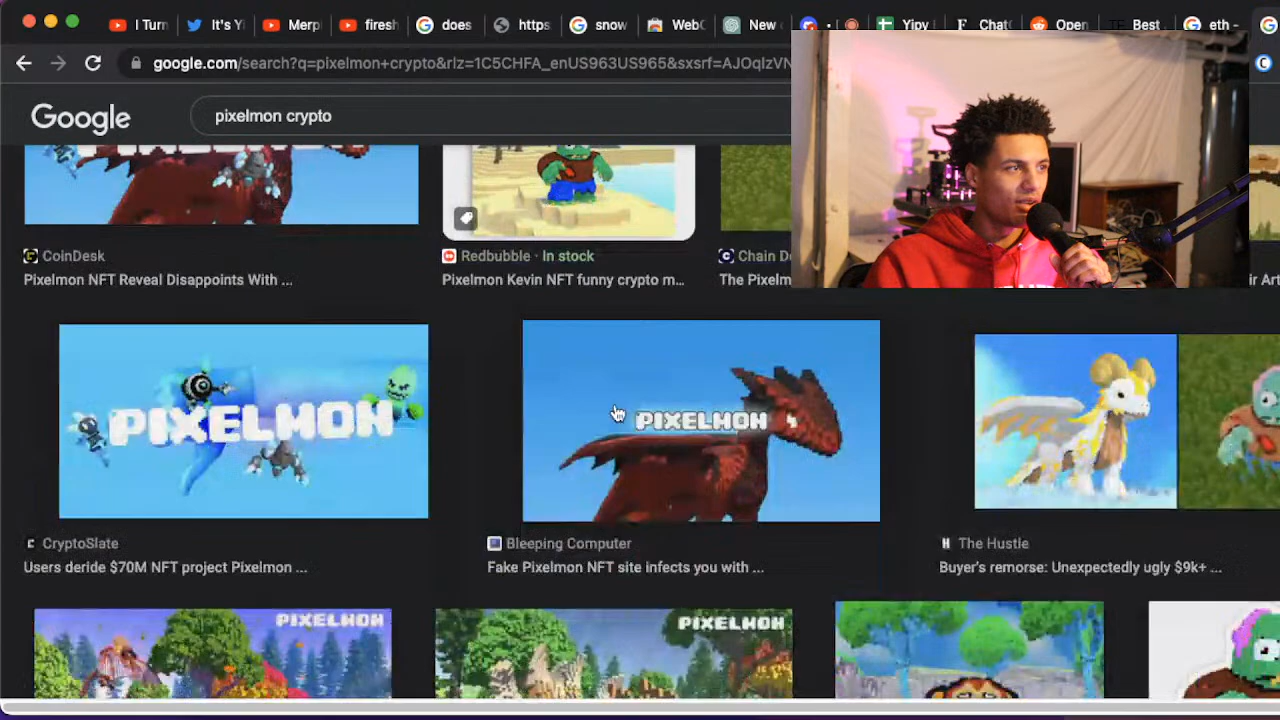 I Turn
It's Y
Merp
firesh
does
https
snow
WebC
New
Yipy
Chat
Open
Best
eth -
google.com/search?q=pixelmon+crypto&rlz=1C5CHFA_enUS963US965&sxsrf=AJOqlzVN
Google
pixelmon crypto
CoinDesk
Pixelmon NFT Reveal Disappoints With ...
Redbubble · In stock
Pixelmon Kevin NFT funny crypto m...
Chain D
The Pixelm
ir Art
PIXELMON
PIXELMON
CryptoSlate
Users deride $70M NFT project Pixelmon ...
Bleeping Computer
Fake Pixelmon NFT site infects you with ...
The Hustle
Buyer's remorse: Unexpectedly ugly $9k+ ...
PIXELMON
PIXELMON